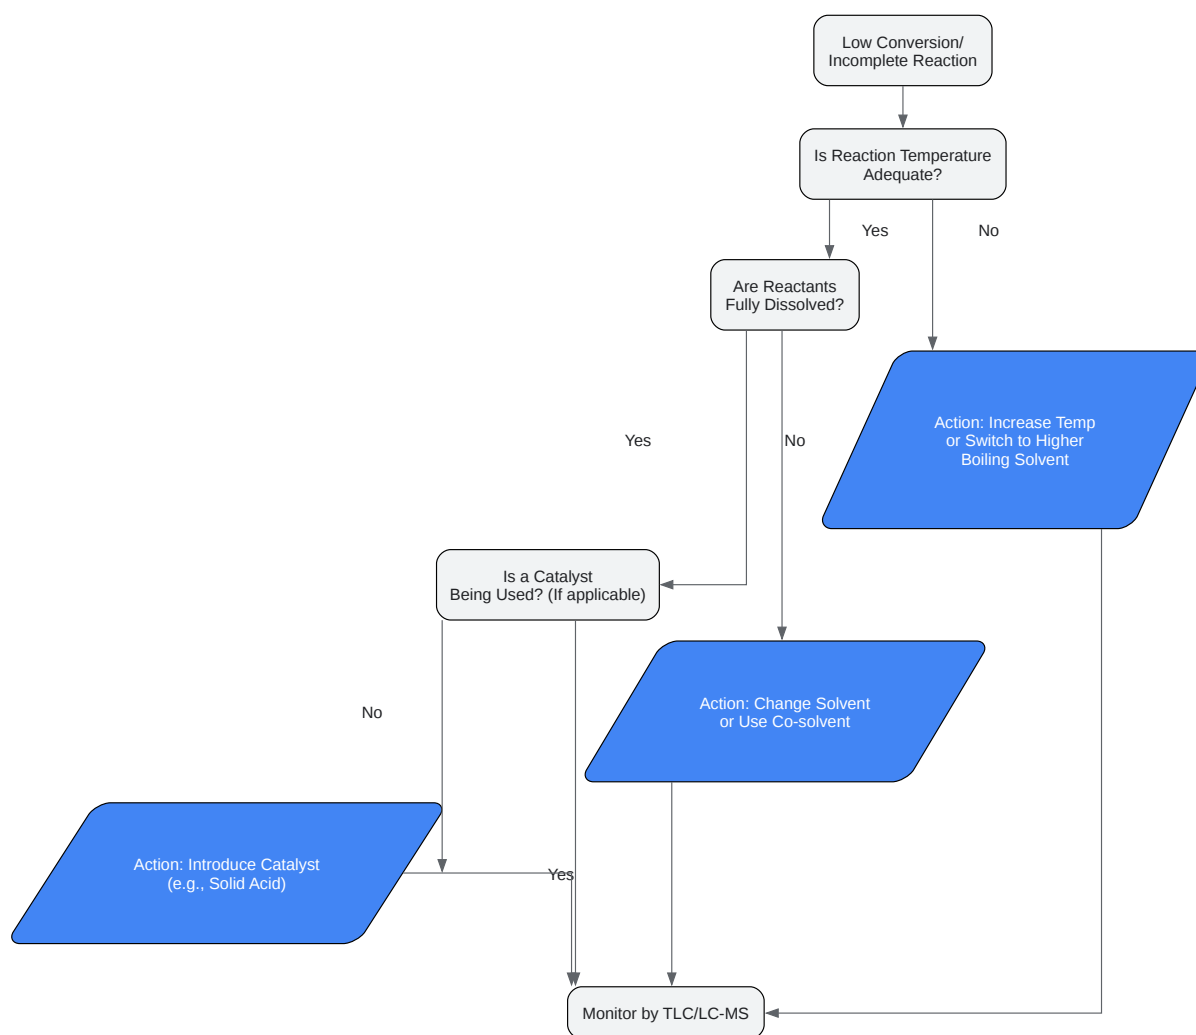 Low Conversion/
Incomplete Reaction
Is Reaction Temperature
Adequate?
Yes
No
Are Reactants
Fully Dissolved?
Action: Increase Temp
or Switch to Higher
Boiling Solvent
Yes
No
Is a Catalyst
Being Used? (If applicable)
Action: Change Solvent
or Use Co-solvent
No
Action: Introduce Catalyst
(e.g., Solid Acid)
Yes
Monitor by TLC/LC-MS